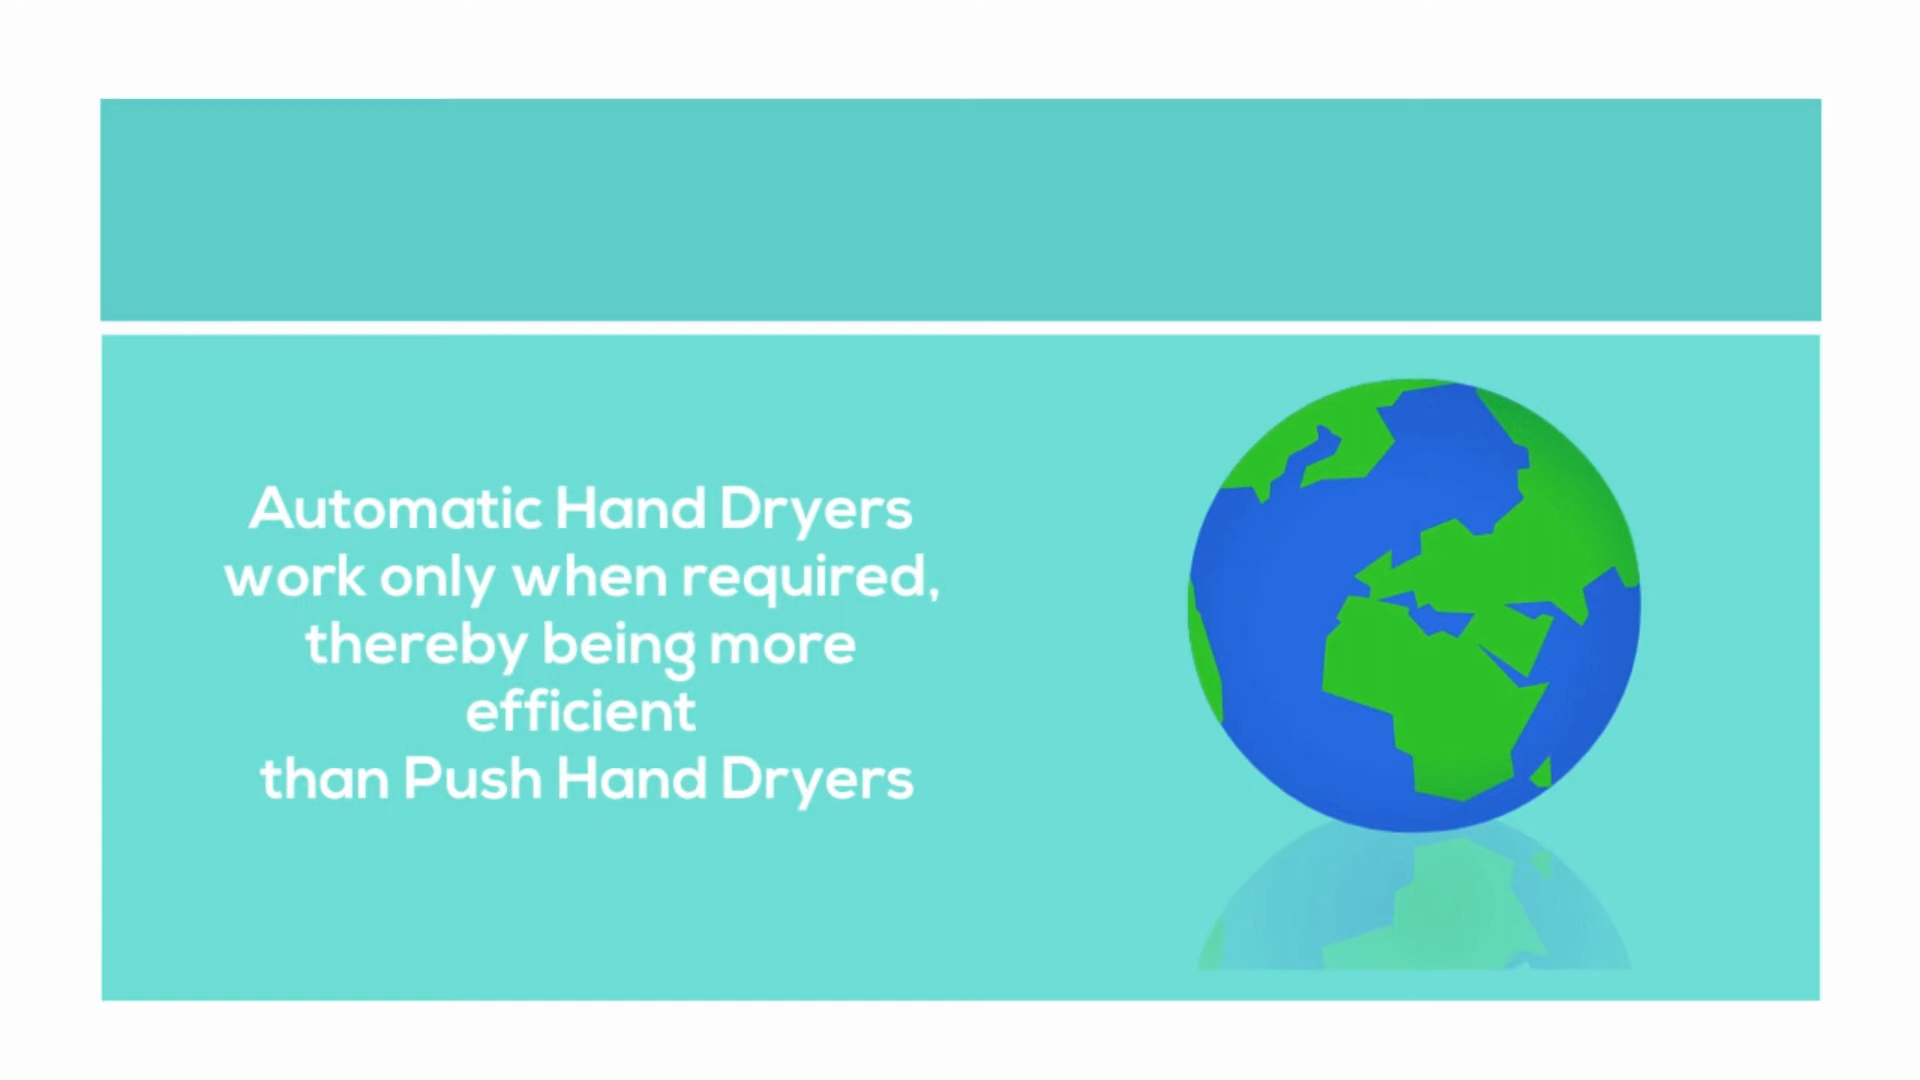 Automatic Hand Dryers
work only when required,
thereby being more
efficient
than Push Hand Dryers